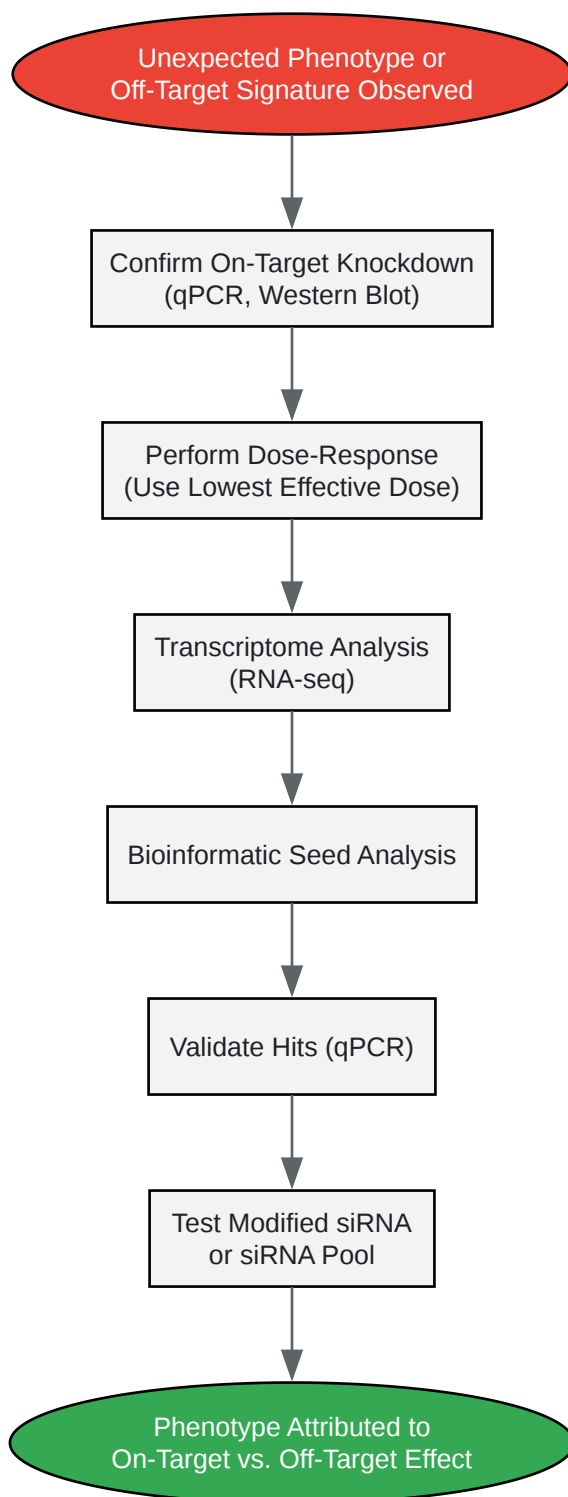 Unexpected Phenotype or
Off-Target Signature Observed
Confirm On-Target Knockdown
(qPCR, Western Blot)
Perform Dose-Response
(Use Lowest Effective Dose)
Transcriptome Analysis
(RNA-seq)
Bioinformatic Seed Analysis
Validate Hits (qPCR)
Test Modified siRNA
or siRNA Pool
Phenotype Attributed to
On-Target vs. Off-Target Effect